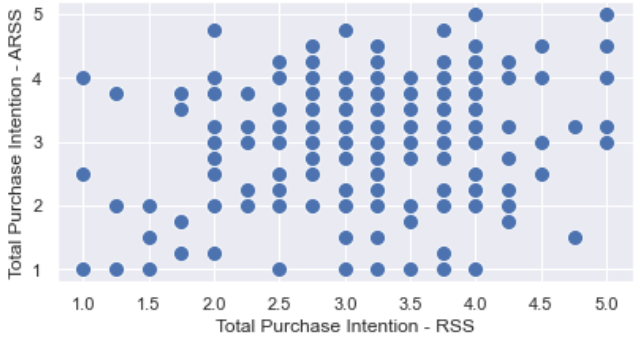 5
4
3
2
1
Total Purchase Intention - ARSS
1.0 1.5 2.0 2.5 3.0 3.5 4.0 4.5 5.0
Total Purchase Intention - RSS